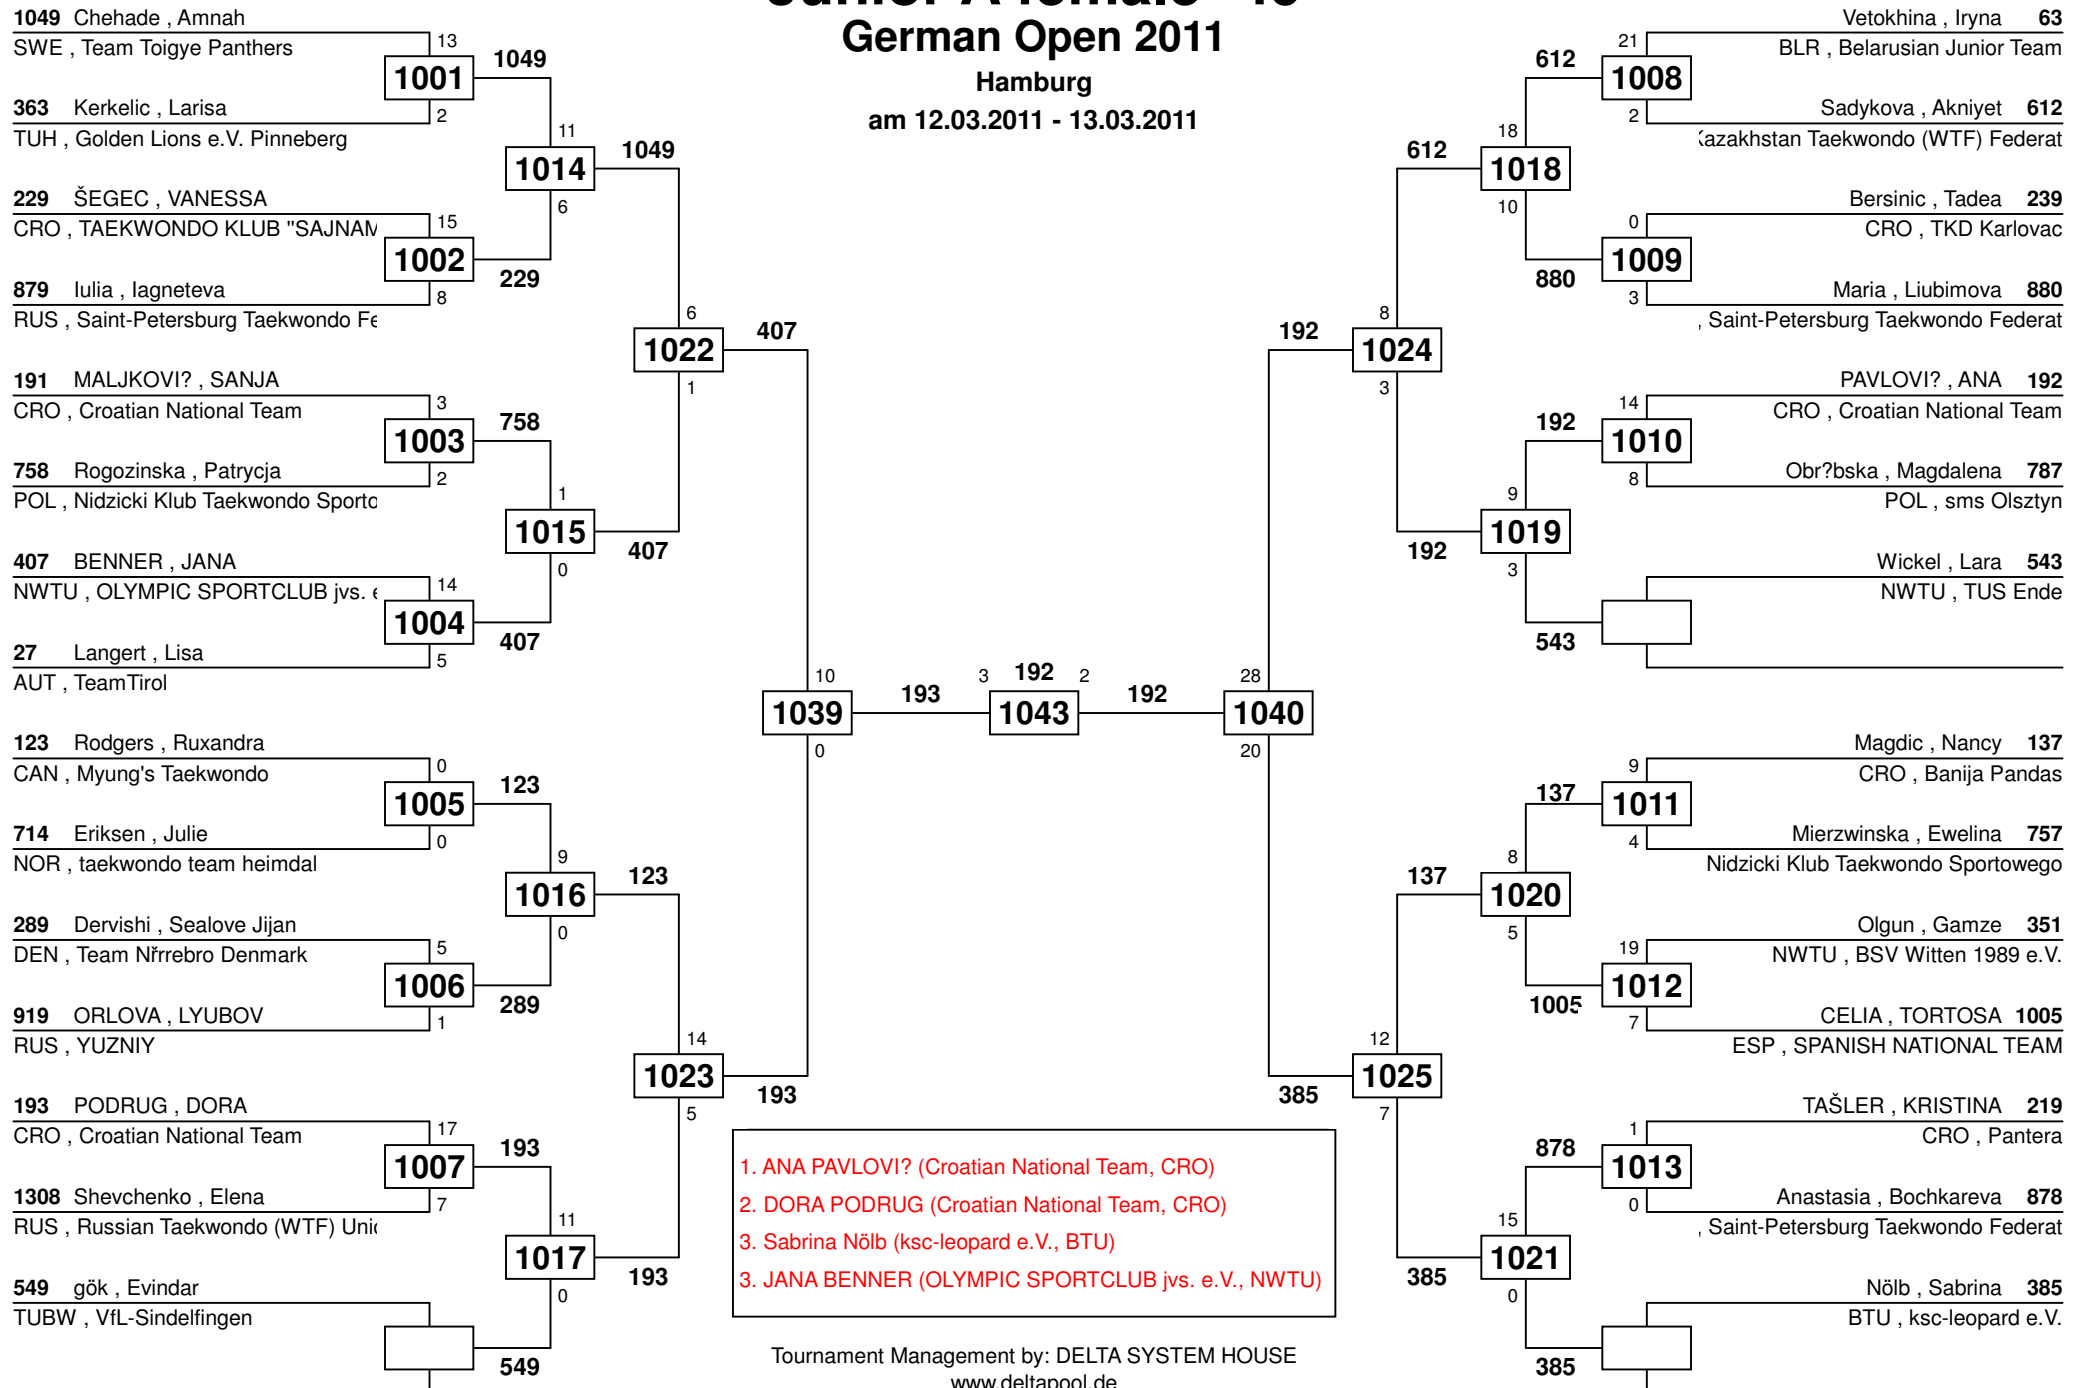 German Open 2011
Hamburg
am 12.03.2011 - 13.03.2011
1049 Chehade , Amnah
SWE , Team Toigye Panthers
13
1001
1049
363 Kerkelic , Larisa
2
TUH , Golden Lions e.V. Pinneberg
11
1014
1049
6
229 ŠEGEC , VANESSA
CRO , TAEKWONDO KLUB "SAJNAM
15
1002
229
879 Iulia , Iagneteva
8
RUS , Saint-Petersburg Taekwondo Fe
6
1022
407
1
191 MALJKOVI? , SANJA
CRO , Croatian National Team
3
1003
758
758 Rogozinska , Patrycja
2
POL , Nidzicki Klub Taekwondo Sporto
1
1015
407
0
407 BENNER , JANA
NWTU , OLYMPIC SPORTCLUB jvs. e
14
1004
407
27 Langert , Lisa
5
AUT , TeamTirol
10
1039
193
0
123 Rodgers , Ruxandra
CAN , Myung's Taekwondo
0
1005
123
714 Eriksen , Julie
0
NOR , taekwondo team heimdal
9
1016
123
0
289 Dervishi , Sealove Jijan
DEN , Team Nřrrebro Denmark
5
1006
289
919 ORLOVA , LYUBOV
1
RUS , YUZNIY
14
1023
193
5
193 PODRUG , DORA
CRO , Croatian National Team
17
1007
193
1308 Shevchenko , Elena
7
RUS , Russian Taekwondo (WTF) Unio
11
1017
193
0
549 gök , Evindar
TUBW , VfL-Sindelfingen
549
3 192 2
1043
192
Vetokhina , Iryna 63
BLR , Belarusian Junior Team
21
612
1008
Sadykova , Akniyet 612
2
Kazakhstan Taekwondo (WTF) Federat
18
612
1018
10
Bersinic , Tadea 239
CRO , TKD Karlovac
0
1009
880
Maria , Liubimova 880
3
, Saint-Petersburg Taekwondo Federat
8
192
1024
3
PAVLOVI? , ANA 192
CRO , Croatian National Team
14
192
1010
Obr?bska , Magdalena 787
8
POL , sms Olsztyn
9
1019
192
3
Wickel , Lara 543
NWTU , TUS Ende
543
28
1040
20
Magdic , Nancy 137
CRO , Banija Pandas
9
137
1011
Mierzwinska , Ewelina 757
4
Nidzicki Klub Taekwondo Sportowego
8
137
1020
5
Olgun , Gamze 351
NWTU , BSV Witten 1989 e.V.
19
1012
1005
CELIA , TORTOSA 1005
7
ESP , SPANISH NATIONAL TEAM
12
1025
385
7
TAŠLER , KRISTINA 219
CRO , Pantera
1
878
1013
Anastasia , Bochkareva 878
0
, Saint-Petersburg Taekwondo Federat
15
1021
385
0
Nölb , Sabrina 385
BTU , ksc-leopard e.V.
385
1. ANA PAVLOVI? (Croatian National Team, CRO)
2. DORA PODRUG (Croatian National Team, CRO)
3. Sabrina Nölb (ksc-leopard e.V., BTU)
3. JANA BENNER (OLYMPIC SPORTCLUB jvs. e.V., NWTU)
Tournament Management by: DELTA SYSTEM HOUSE
www.deltapool.de